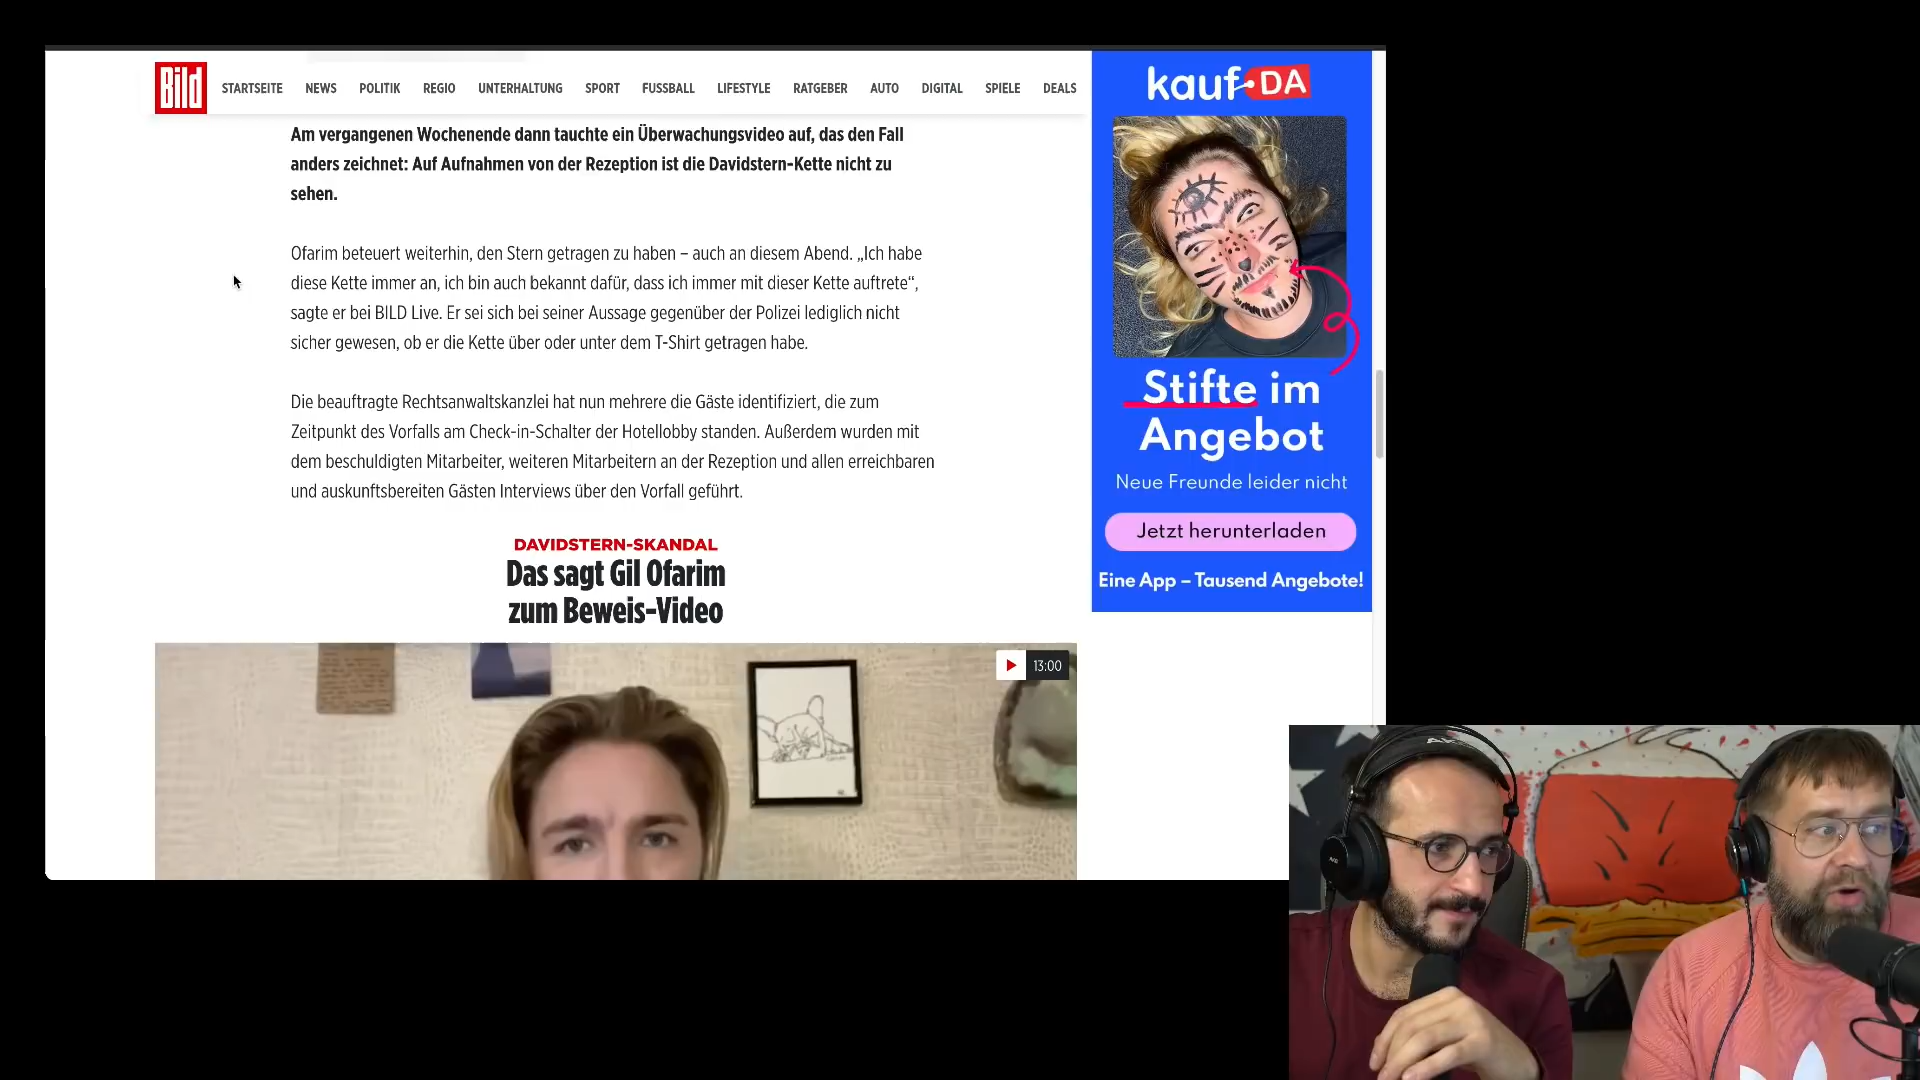 Bild
STARTSEITE NEWS POLITIK REGIO UNTERHALTUNG SPORT FUSSBALL LIFESTYLE RATGEBER AUTO DIGITAL SPIELE DEALS
Am vergangenen Wochenende dann tauchte ein Überwachungsvideo auf, das den Fall
anders zeichnet: Auf Aufnahmen von der Rezeption ist die Davidstern-Kette nicht zu
sehen.
Ofarim beteuert weiterhin, den Stern getragen zu haben – auch an diesem Abend. „Ich habe
diese Kette immer an, ich bin auch bekannt dafür, dass ich immer mit dieser Kette auftrete“,
sagte er bei BILD Live. Er sei sich bei seiner Aussage gegenüber der Polizei lediglich nicht
sicher gewesen, ob er die Kette über oder unter dem T-Shirt getragen habe.
Die beauftragte Rechtsanwaltskanzlei hat nun mehrere die Gäste identifiziert, die zum
Zeitpunkt des Vorfalls am Check-in-Schalter der Hotellobby standen. Außerdem wurden mit
dem beschuldigten Mitarbeiter, weiteren Mitarbeitern an der Rezeption und allen erreichbaren
und auskunftsbereiten Gästen Interviews über den Vorfall geführt.
DAVIDSTERN-SKANDAL
Das sagt Gil Ofarim
zum Beweis-Video
13:00
kaufDA
Stifte im
Angebot
Neue Freunde leider nicht
Jetzt herunterladen
Eine App – Tausend Angebote!